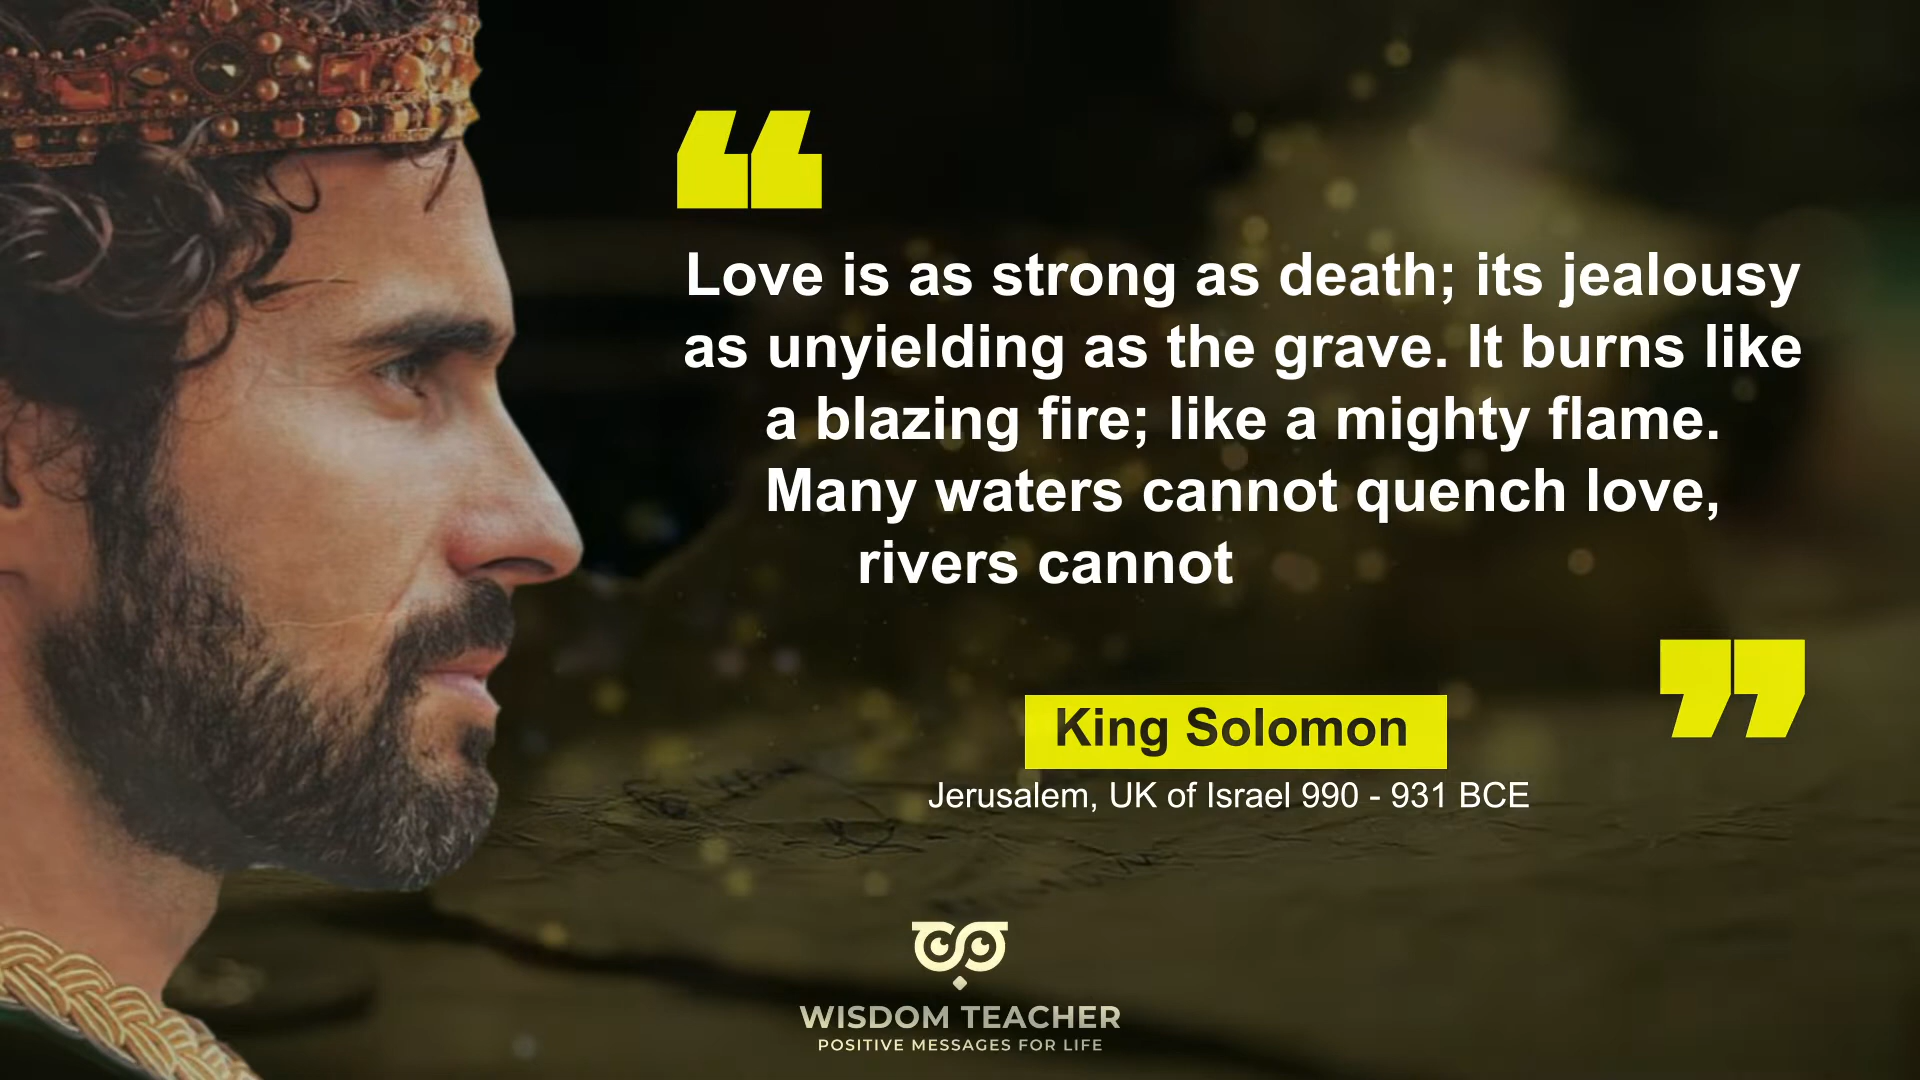 “
Love is as strong as death; its jealousy
as unyielding as the grave. It burns like
a blazing fire; like a mighty flame.
Many waters cannot quench love,
rivers cannot
”
King Solomon
Jerusalem, UK of Israel 990 - 931 BCE
WISDOM TEACHER
POSITIVE MESSAGES FOR LIFE